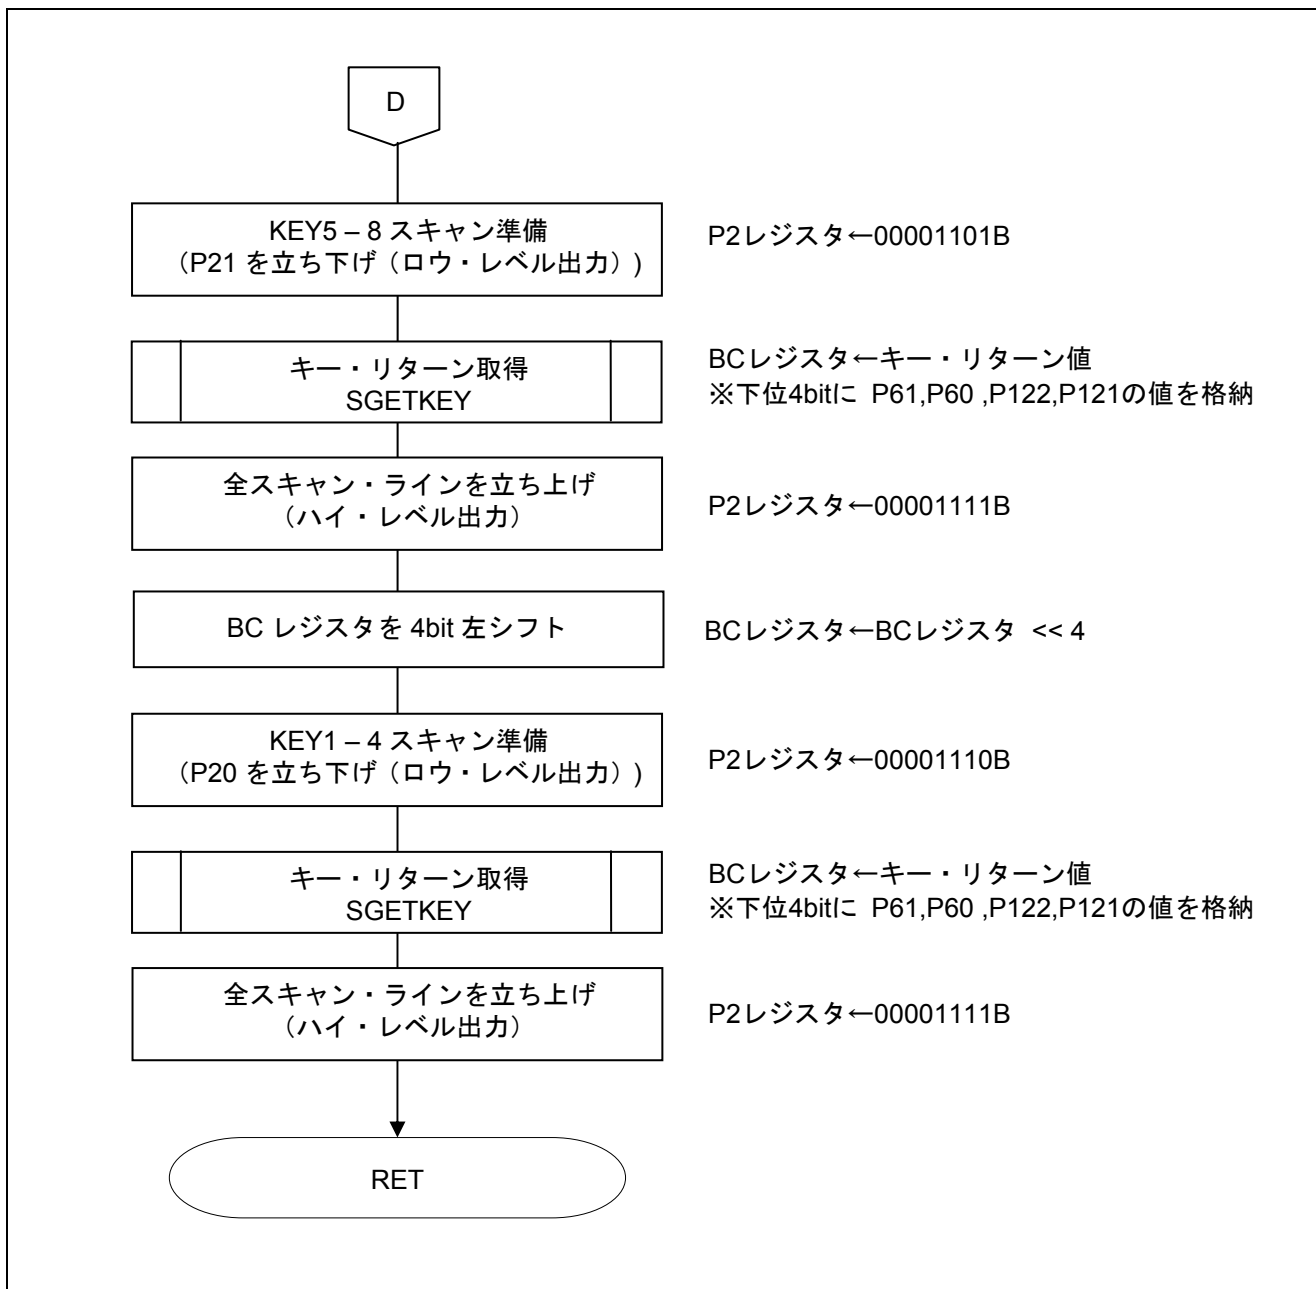 D
KEY5 – 8 スキャン準備
（P21 を立ち下げ（ロウ・レベル出力）)
P2レジスタ←00001101B
キー・リターン取得
SGETKEY
BCレジスタ←キー・リターン値
※下位4bitに P61,P60 ,P122,P121の値を格納
全スキャン・ラインを立ち上げ
（ハイ・レベル出力）
P2レジスタ←00001111B
BC レジスタを 4bit 左シフト
BCレジスタ←BCレジスタ << 4
KEY1 – 4 スキャン準備
（P20 を立ち下げ（ロウ・レベル出力）)
P2レジスタ←00001110B
キー・リターン取得
SGETKEY
BCレジスタ←キー・リターン値
※下位4bitに P61,P60 ,P122,P121の値を格納
全スキャン・ラインを立ち上げ
（ハイ・レベル出力）
P2レジスタ←00001111B
RET